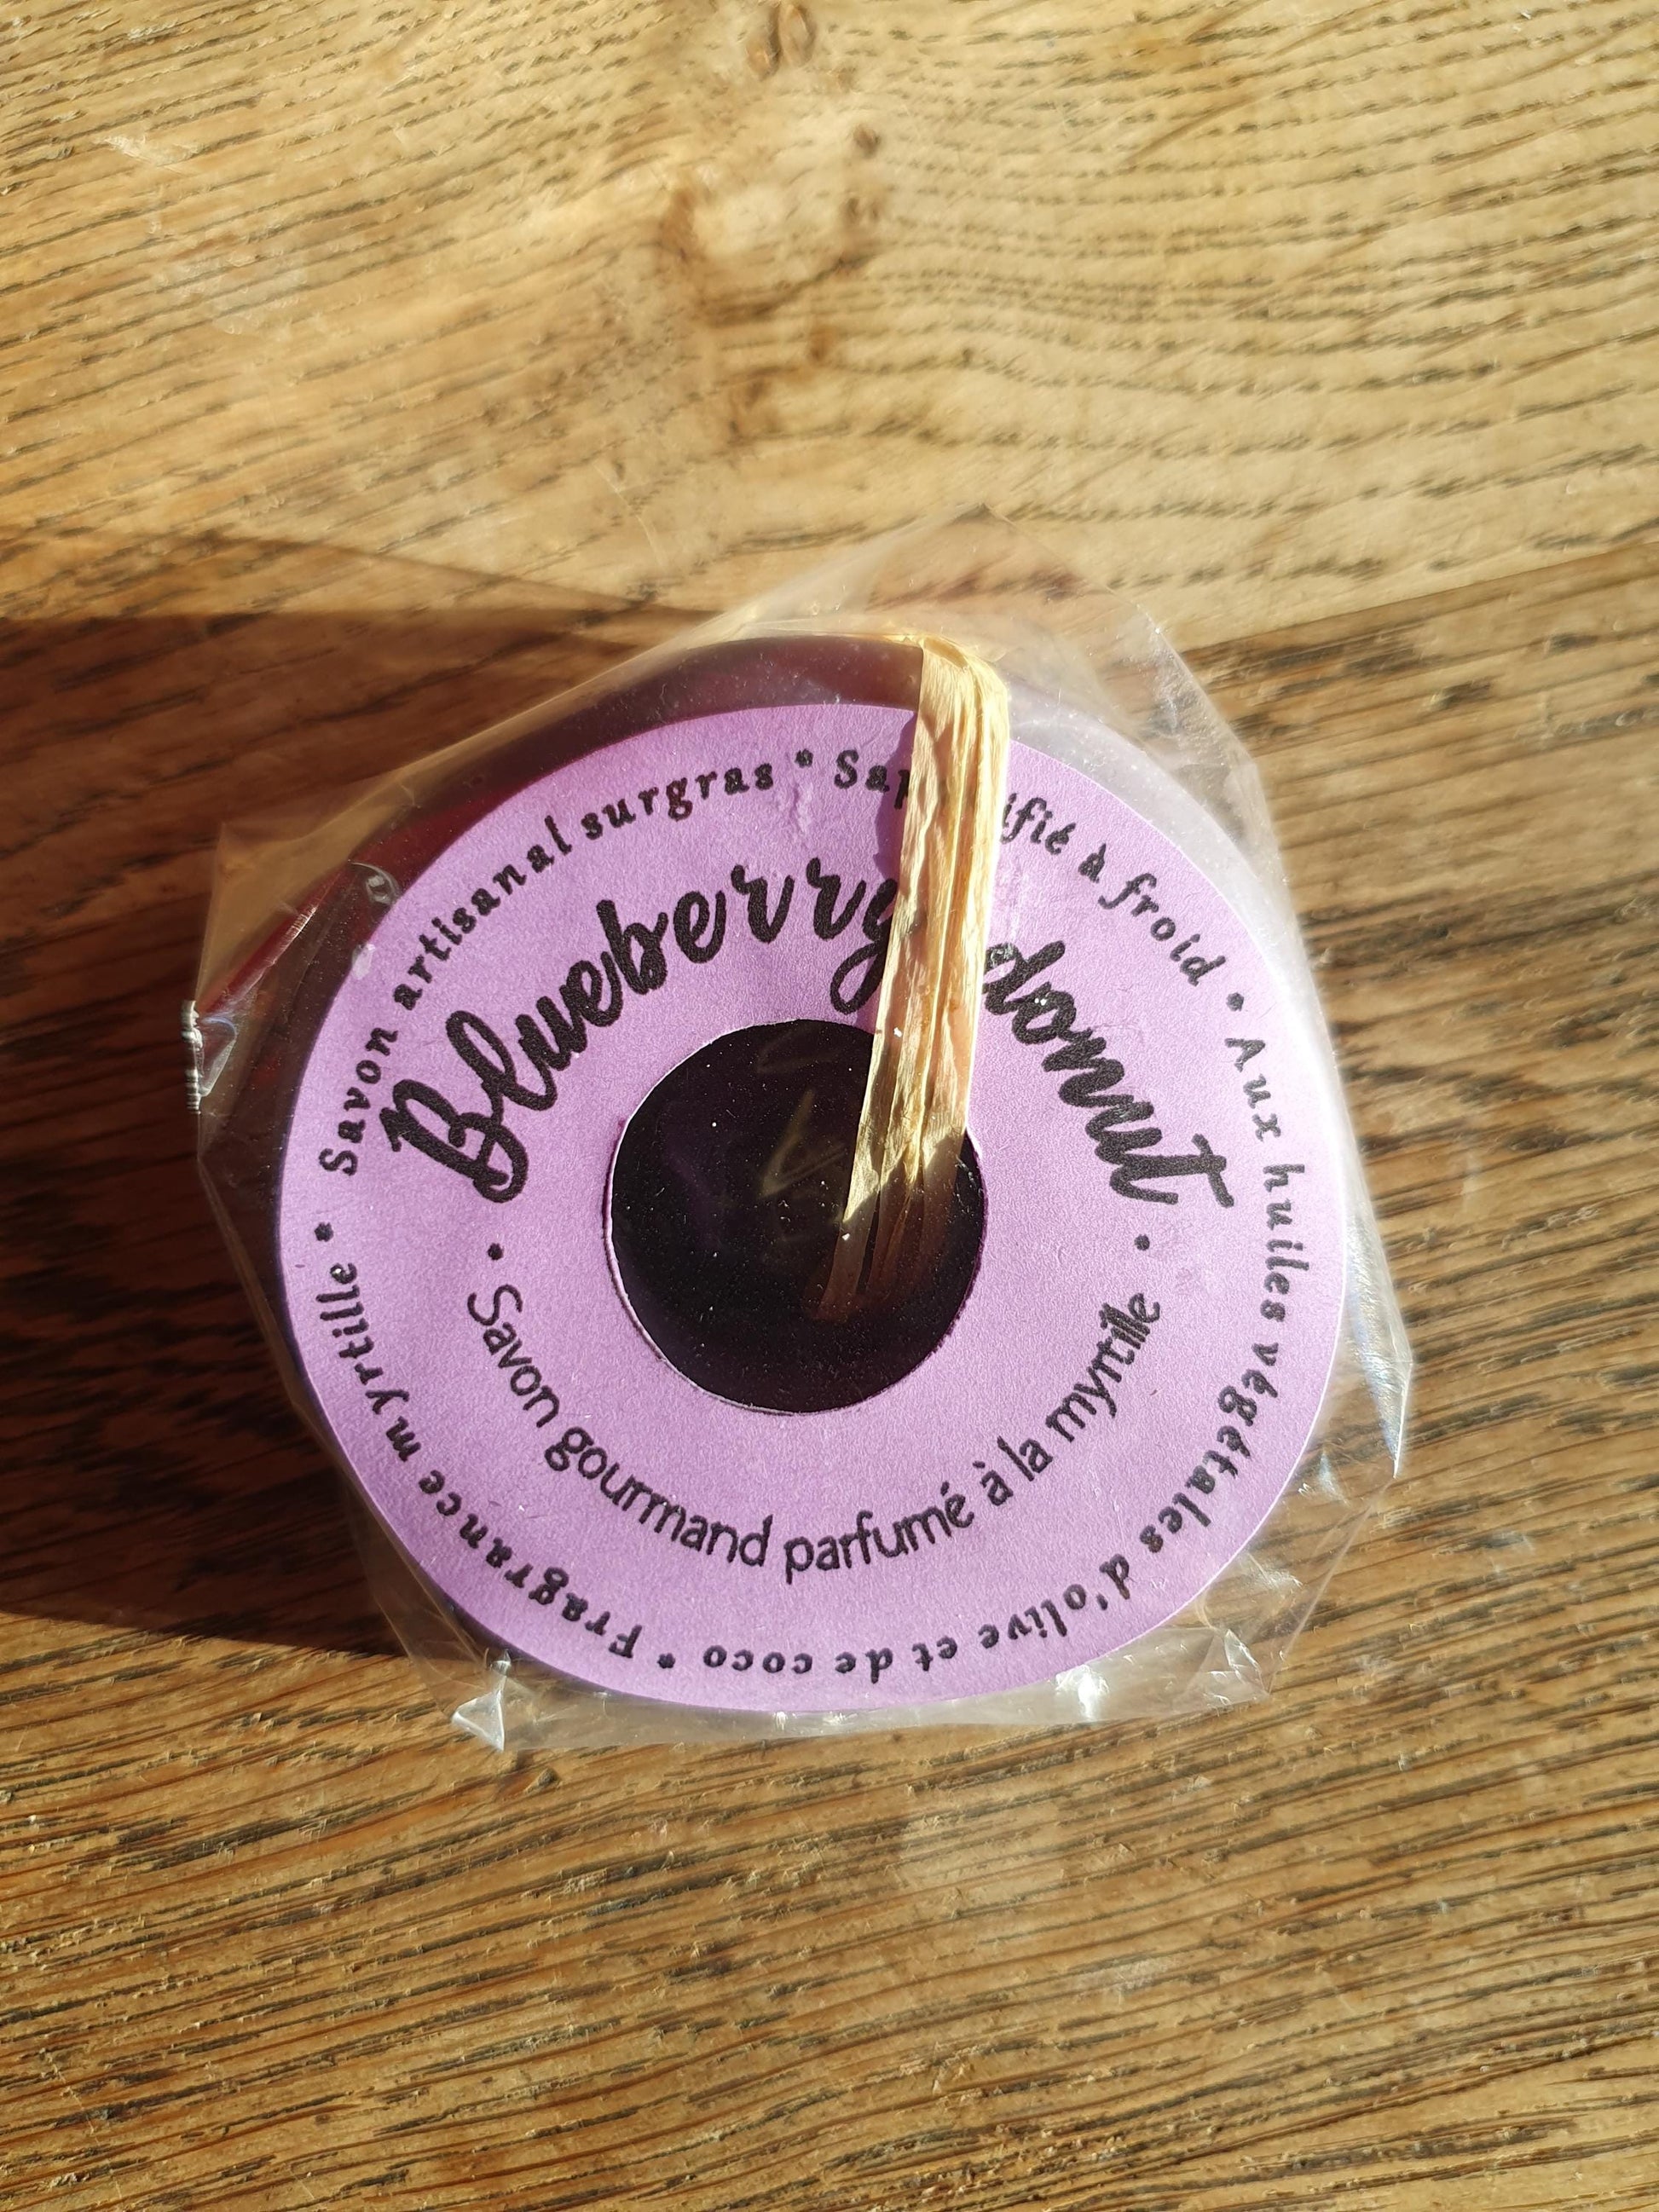 Savon artisanal surgras * à froid * Aux huiles végétales d'olive et de coco * Fragrance myrtille *
Blueberry donut
• Savon gourmand parfumé à la myrtille •